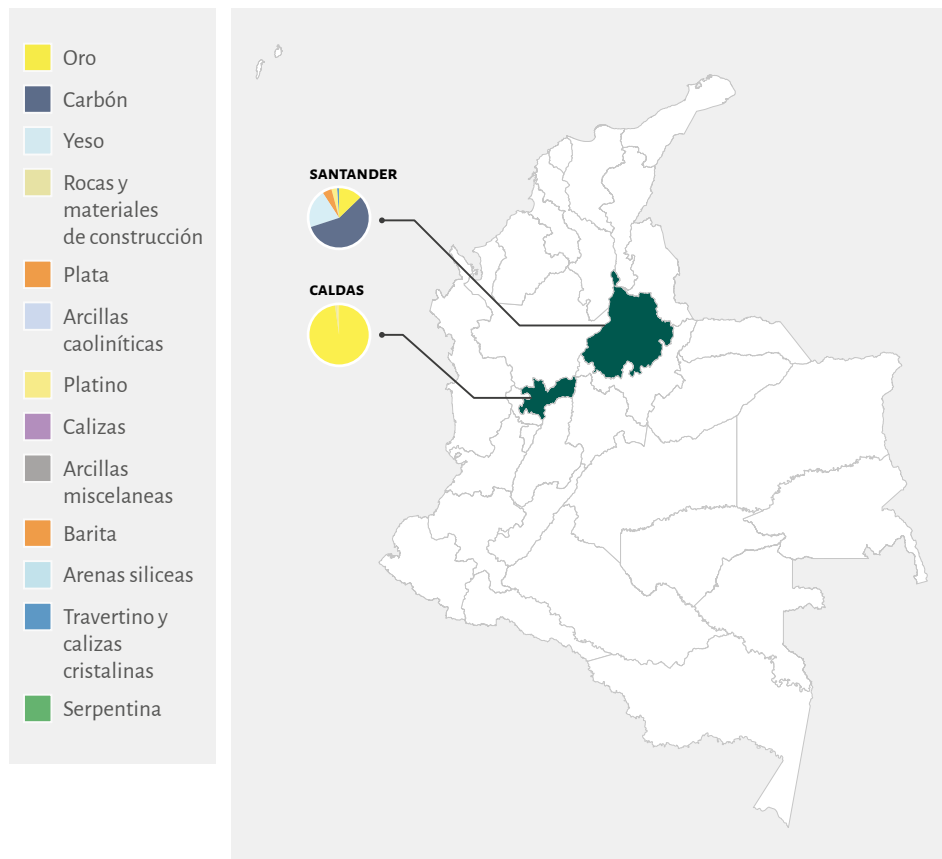 Oro
Carbón
Yeso
Rocas y
materiales
de construcción
Plata
Arcillas
caoliníticas
Platino
Calizas
Arcillas
miscelaneas
Barita
Arenas siliceas
Travertino y
calizas
cristalinas
Serpentina
SANTANDER
CALDAS